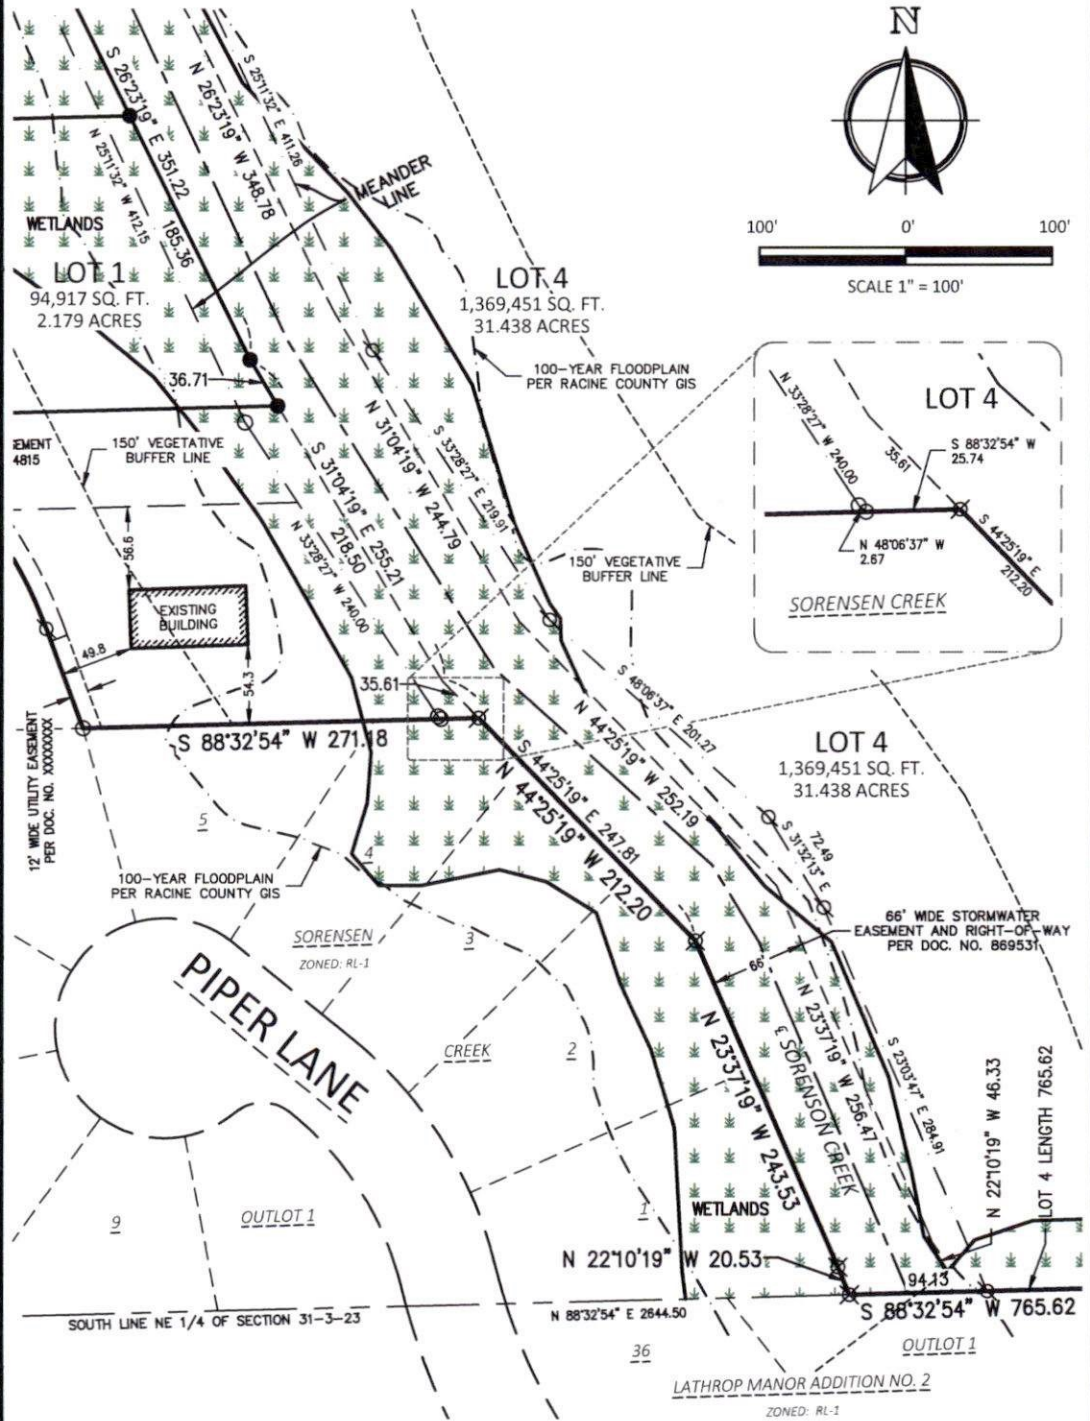 N
100' 0' 100'
SCALE 1" = 100'
S 26°23'19" E 351.22
185.36
N 26°23'19" W 348.78
S 25°11'32" E 411.26
N 25°11'32" W 412.15
MEANDER
LINE
WETLANDS
LOT 1
94,917 SQ. FT.
2.179 ACRES
LOT 4
1,369,451 SQ. FT.
31.438 ACRES
100-YEAR FLOODPLAIN
PER RACINE COUNTY GIS
36.71
EMENT
4815
150' VEGETATIVE
BUFFER LINE
N 31°04'19" W 244.79
S 33°28'27" E 219.91
S 31°04'19" E 255.21
218.50
N 33°28'27" W 240.00
LOT 4
N 33°28'27" W 240.00
35.61
S 88°32'54" W
25.74
N 48°06'37" W
2.67
S 44°25'19" E
212.20
SORENSEN CREEK
150' VEGETATIVE
BUFFER LINE
56.6
EXISTING
BUILDING
49.8
54.3
35.61
S 88°32'54" W 271.18
12' WIDE UTILITY EASEMENT
PER DOC. NO. XXXXXXXX
S 48°06'37" E 201.27
N 44°25'19" W 252.19
S 44°25'19" E 247.81
N 44°25'19" W 212.20
LOT 4
1,369,451 SQ. FT.
31.438 ACRES
72.49
S 31°32'13" E
5
4
100-YEAR FLOODPLAIN
PER RACINE COUNTY GIS
66' WIDE STORMWATER
EASEMENT AND RIGHT-OF-WAY
PER DOC. NO. 869531
SORENSEN
ZONED: RL-1
3
66'
PIPER LANE
CREEK
2
N 23°37'19" W 243.53
℄ SORENSON CREEK
N 23°37'19" W 256.47
S 23°03'47" E 284.91
N 22°10'19" W 46.33
LOT 4 LENGTH 765.62
9
OUTLOT 1
1
WETLANDS
N 22°10'19" W 20.53
94.13
S 88°32'54" W 765.62
SOUTH LINE NE 1/4 OF SECTION 31-3-23
N 88°32'54" E 2644.50
36
OUTLOT 1
LATHROP MANOR ADDITION NO. 2
ZONED: RL-1